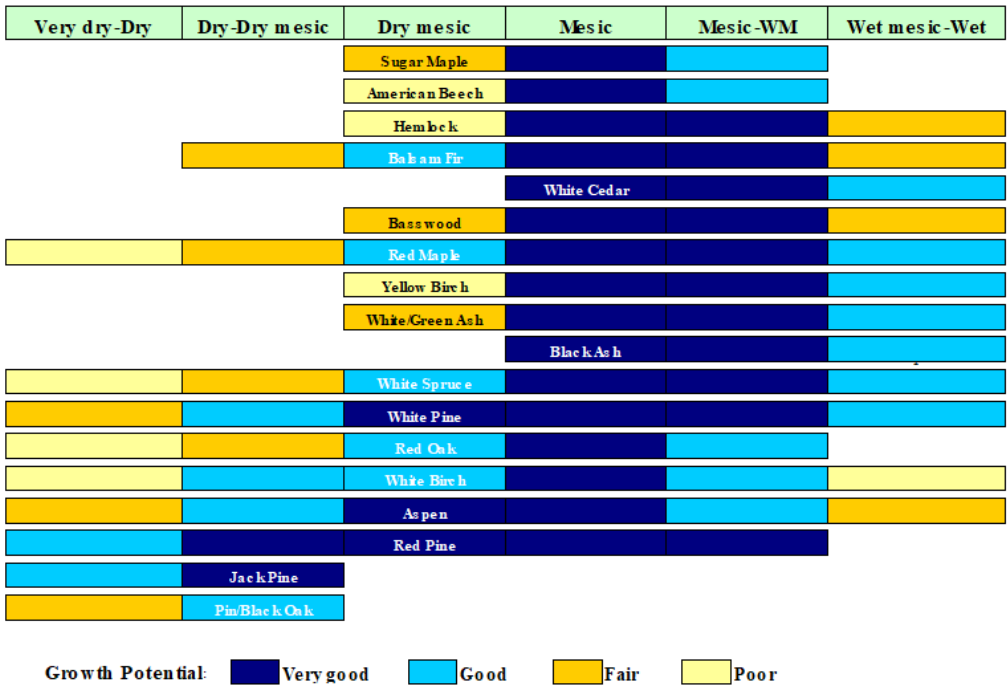 Very dry-Dry Dry-Dry mesic Dry mesic Mesic Mesic-WM Wet mesic-Wet
Sugar Maple
American Beech
Hemlock
Balsam Fir
White Cedar
Basswood
Red Maple
Yellow Birch
White/Green Ash
Black Ash
White Spruce
White Pine
Red Oak
White Birch
Aspen
Red Pine
Jack Pine
Pin/Black Oak
Growth Potential: Very good Good Fair Poor